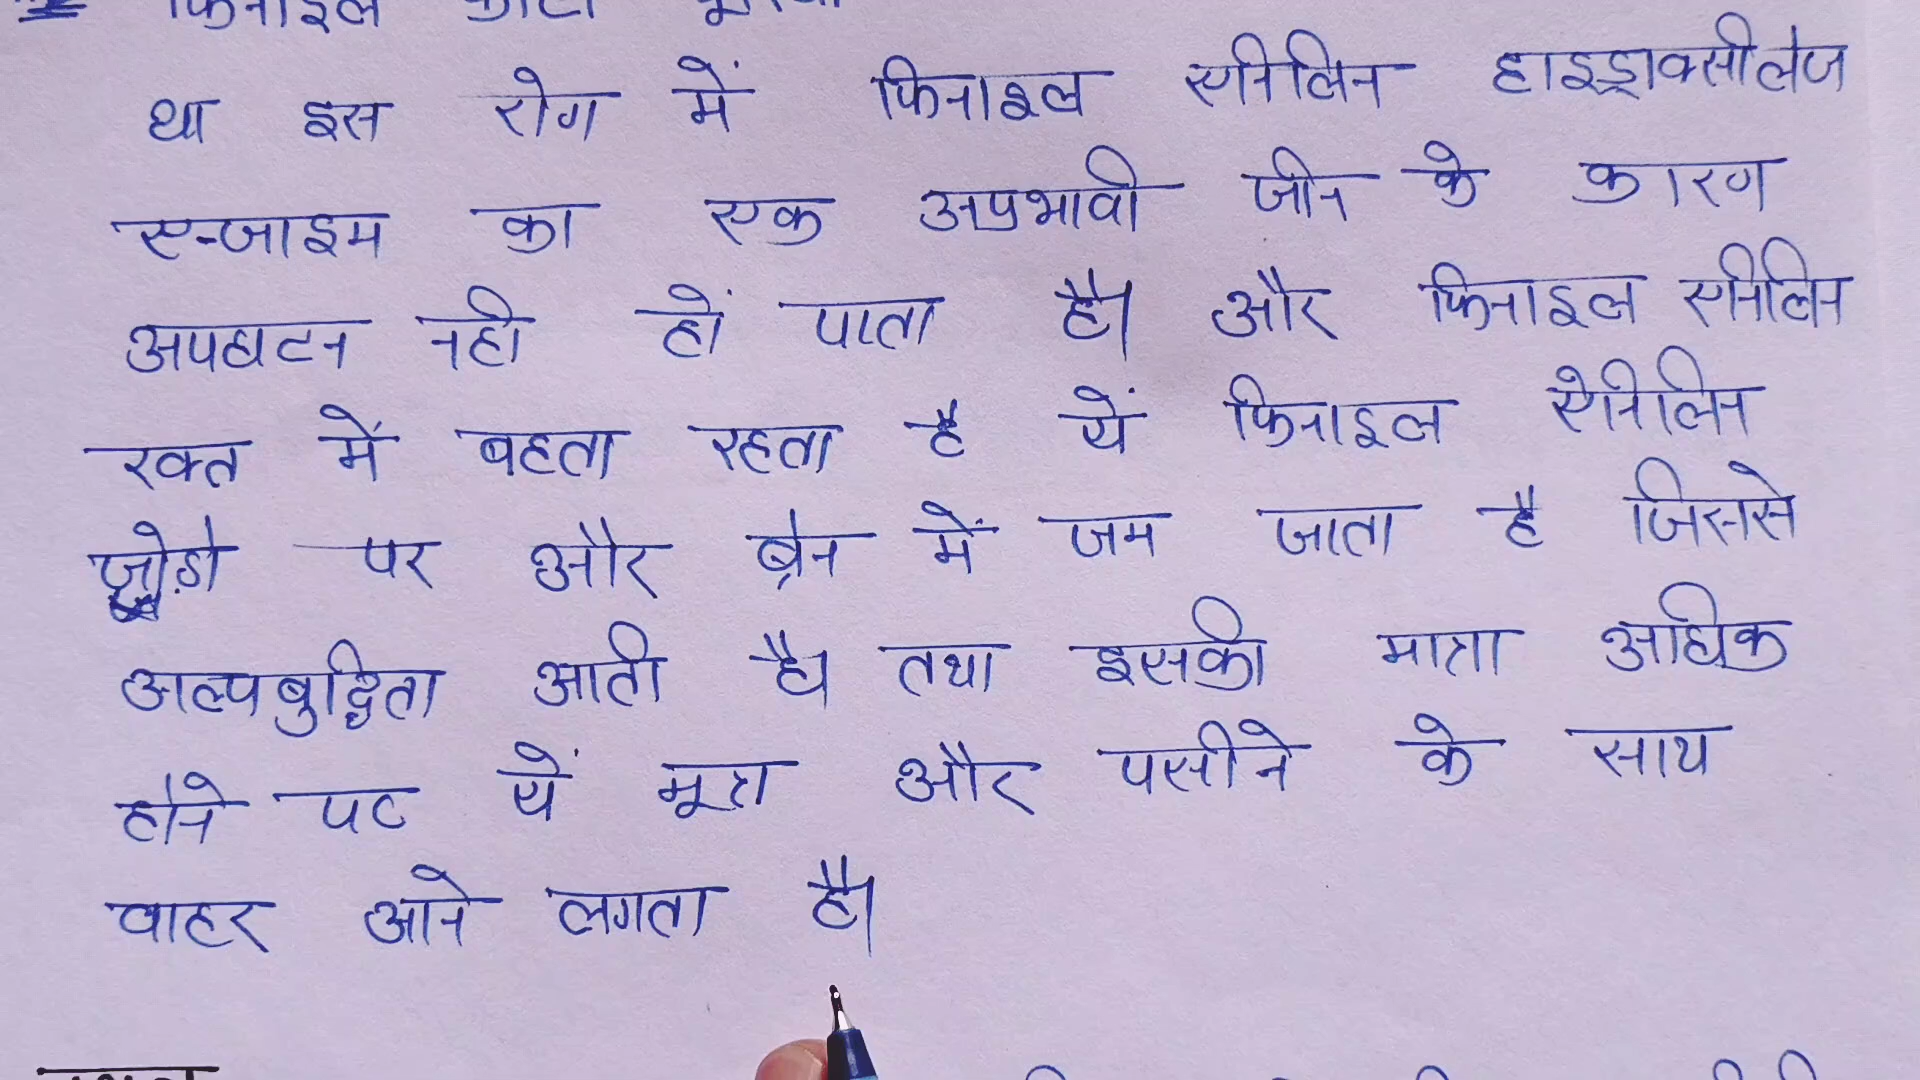 फिनाइल कीटो
था इस रोग में फिनाइल एनिलिन हाइड्राक्सीलेज
एन्जाइम का एक अप्रभावी जीन के कारण
अपघटन नही हों पाता है। और फिनाइल एनिलिन
रक्त में बहता रहता है यें फिनाइल ऐनिलिन
जोड़ो पर और ब्रेन में जम जाता है जिससे
अल्पबुद्धिता आती है। तथा इसकी मात्रा अधिक
होने पर यें मूत्र और पसीने के साथ
बाहर आने लगता है।